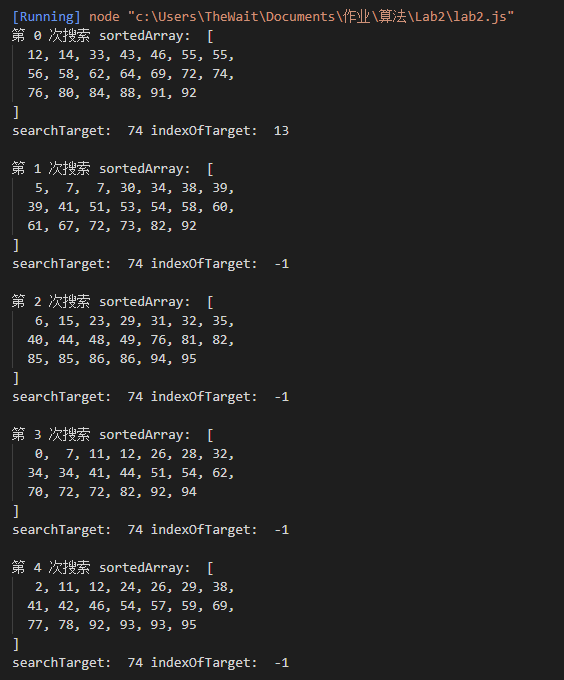 [Running] node "c:\Users\TheWait\Documents\作业\算法\Lab2\lab2.js"
第 0 次搜索 sortedArray:  [
  12, 14, 33, 43, 46, 55, 55,
  56, 58, 62, 64, 69, 72, 74,
  76, 80, 84, 88, 91, 92
]
searchTarget:  74 indexOfTarget:  13

第 1 次搜索 sortedArray:  [
   5,  7,  7, 30, 34, 38, 39,
  39, 41, 51, 53, 54, 58, 60,
  61, 67, 72, 73, 82, 92
]
searchTarget:  74 indexOfTarget:  -1

第 2 次搜索 sortedArray:  [
   6, 15, 23, 29, 31, 32, 35,
  40, 44, 48, 49, 76, 81, 82,
  85, 85, 86, 86, 94, 95
]
searchTarget:  74 indexOfTarget:  -1

第 3 次搜索 sortedArray:  [
   0,  7, 11, 12, 26, 28, 32,
  34, 34, 41, 44, 51, 54, 62,
  70, 72, 72, 82, 92, 94
]
searchTarget:  74 indexOfTarget:  -1

第 4 次搜索 sortedArray:  [
   2, 11, 12, 24, 26, 29, 38,
  41, 42, 46, 54, 57, 59, 69,
  77, 78, 92, 93, 93, 95
]
searchTarget:  74 indexOfTarget:  -1